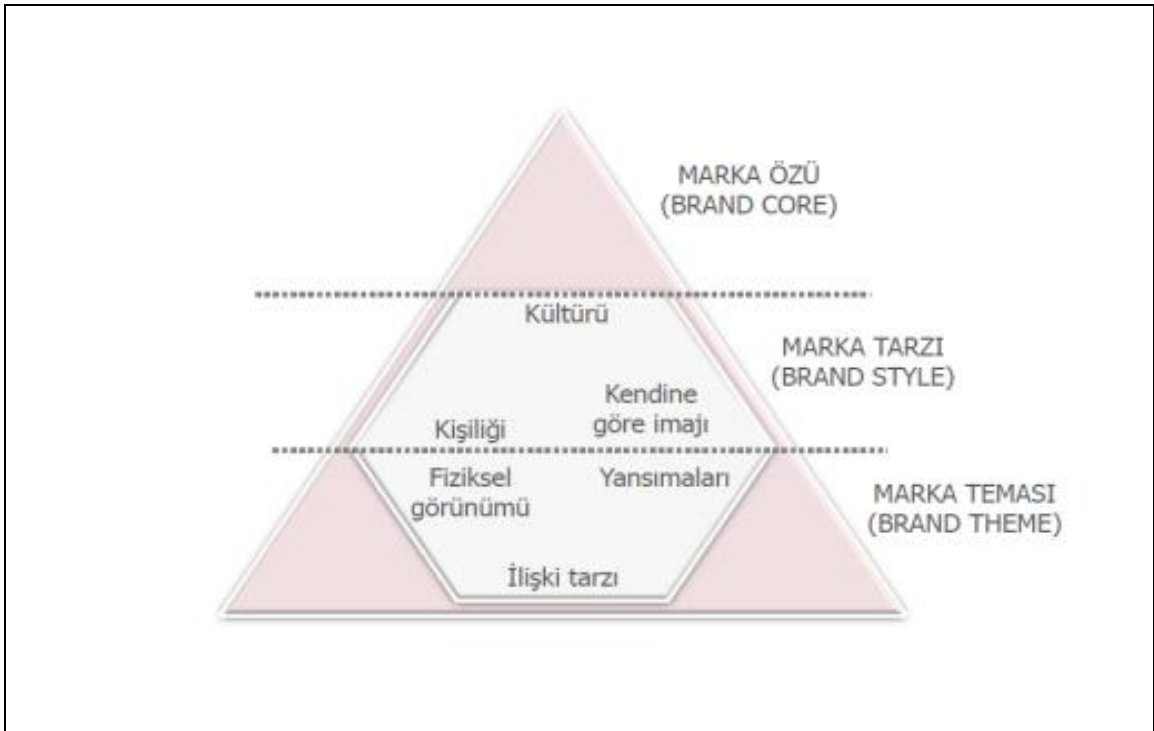 MARKA ÖZÜ
(BRAND CORE)
Kültürü
MARKA TARZI
(BRAND STYLE)
Kendine
göre imajı
Kişiliği
Fiziksel
görünümü
Yansımaları
MARKA TEMASI
(BRAND THEME)
İlişki tarzı